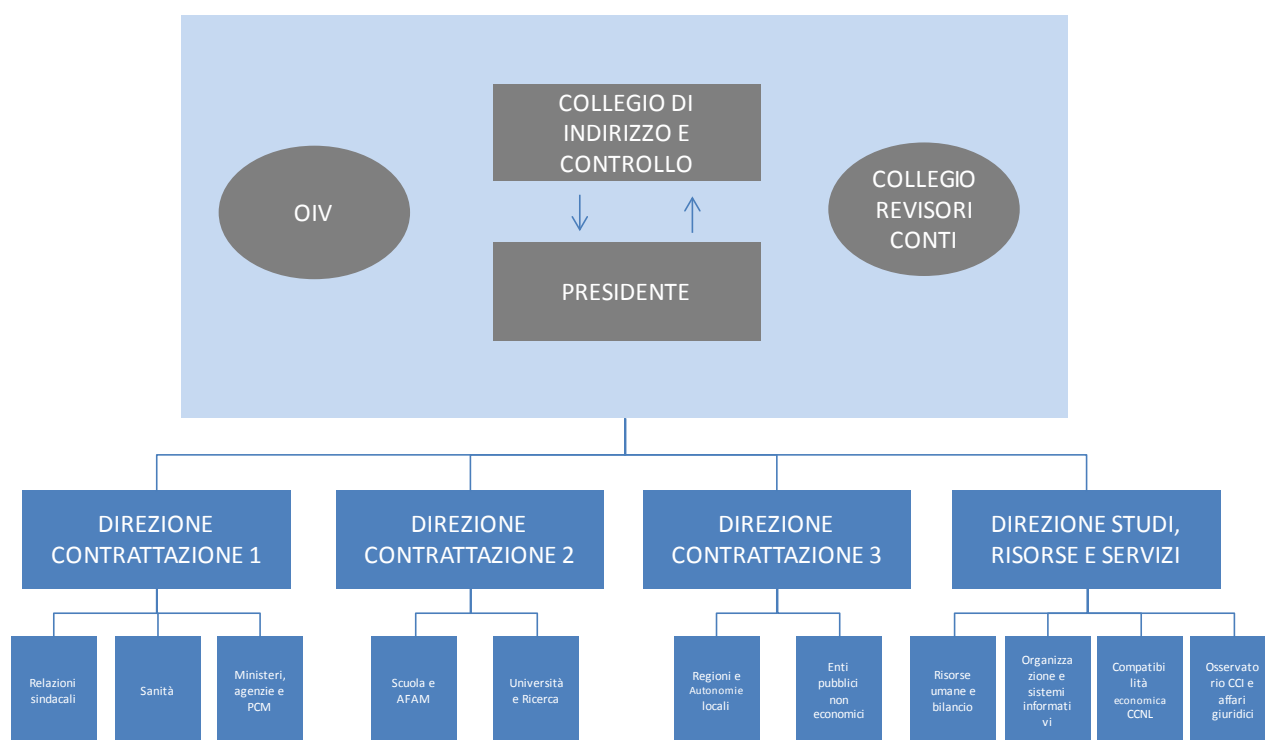 COLLEGIO DI
INDIRIZZO E
CONTROLLO
OIV
COLLEGIO
REVISORI
CONTI
PRESIDENTE
DIREZIONE
CONTRATTAZIONE 1
DIREZIONE
CONTRATTAZIONE 2
DIREZIONE
CONTRATTAZIONE 3
DIREZIONE STUDI,
RISORSE E SERVIZI
Relazioni
sindacali
Sanità
Ministeri,
agenzie e
PCM
Scuola e
AFAM
Università
e Ricerca
Regioni e
Autonomie
locali
Enti
pubblici
non
economici
Risorse
umane e
bilancio
Organizza
zione e
sistemi
informati
vi
Compatibi
lità
economica
CCNL
Osservato
rio CCI e
affari
giuridici